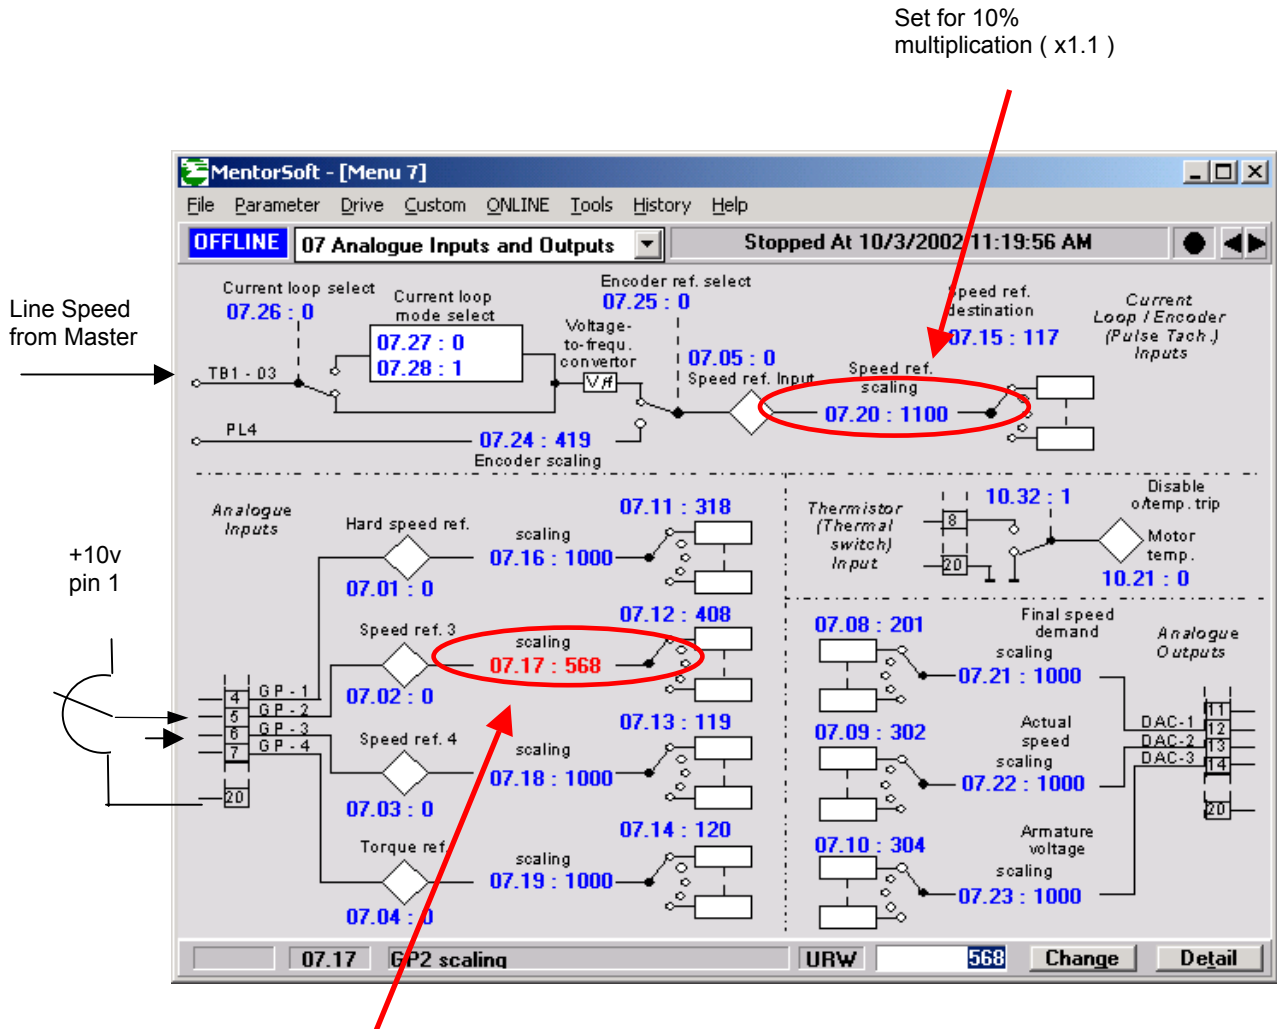 Set for 10%
multiplication ( x1.1 )
MentorSoft - [Menu 7]
File Parameter Drive Custom ONLINE Tools History Help
OFFLINE 07 Analogue Inputs and Outputs Stopped At 10/3/2002 11:19:56 AM
Line Speed
from Master
Current loop select
07.26 : 0
Current loop
mode select
07.27 : 0
07.28 : 1
Encoder ref. select
07.25 : 0
Voltage-
to-frequ.
convertor
V/f
07.05 : 0
Speed ref. Input
Speed ref.
scaling
07.20 : 1100
Speed ref.
destination
07.15 : 117
Current
Loop / Encoder
(Pulse Tach.)
Inputs
TB1 - 03
PL4
07.24 : 419
Encoder scaling
Analogue
Inputs
Hard speed ref.
07.01 : 0
scaling
07.16 : 1000
07.11 : 318
+10v
pin 1
Speed ref. 3
07.02 : 0
scaling
07.17 : 568
07.12 : 408
4 GP - 1
5 GP - 2
6 GP - 3
7 GP - 4
20
Speed ref. 4
07.03 : 0
scaling
07.18 : 1000
07.13 : 119
Torque ref.
07.04 : 0
scaling
07.19 : 1000
07.14 : 120
Thermistor
(Thermal
switch)
Input
8
20
10.32 : 1
Disable
o/temp. trip
Motor
temp.
10.21 : 0
07.08 : 201
Final speed
demand
scaling
07.21 : 1000
Analogue
Outputs
07.09 : 302
Actual
speed
scaling
07.22 : 1000
07.10 : 304
Armature
voltage
scaling
07.23 : 1000
11
DAC-1 12
DAC-2 13
DAC-3 14
20
07.17 GP2 scaling URW 568 Change Detail